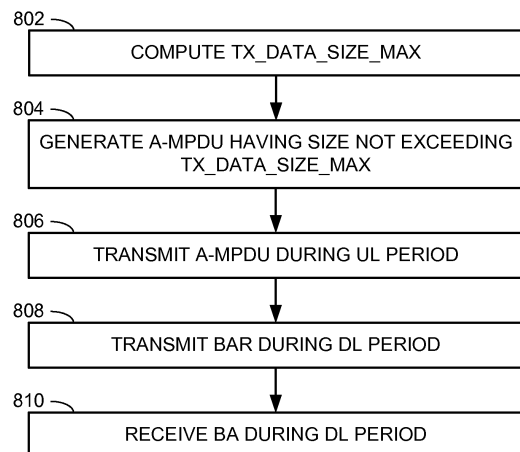 802
COMPUTE TX_DATA_SIZE_MAX
804
GENERATE A-MPDU HAVING SIZE NOT EXCEEDING
TX_DATA_SIZE_MAX
806
TRANSMIT A-MPDU DURING UL PERIOD
808
TRANSMIT BAR DURING DL PERIOD
810
RECEIVE BA DURING DL PERIOD